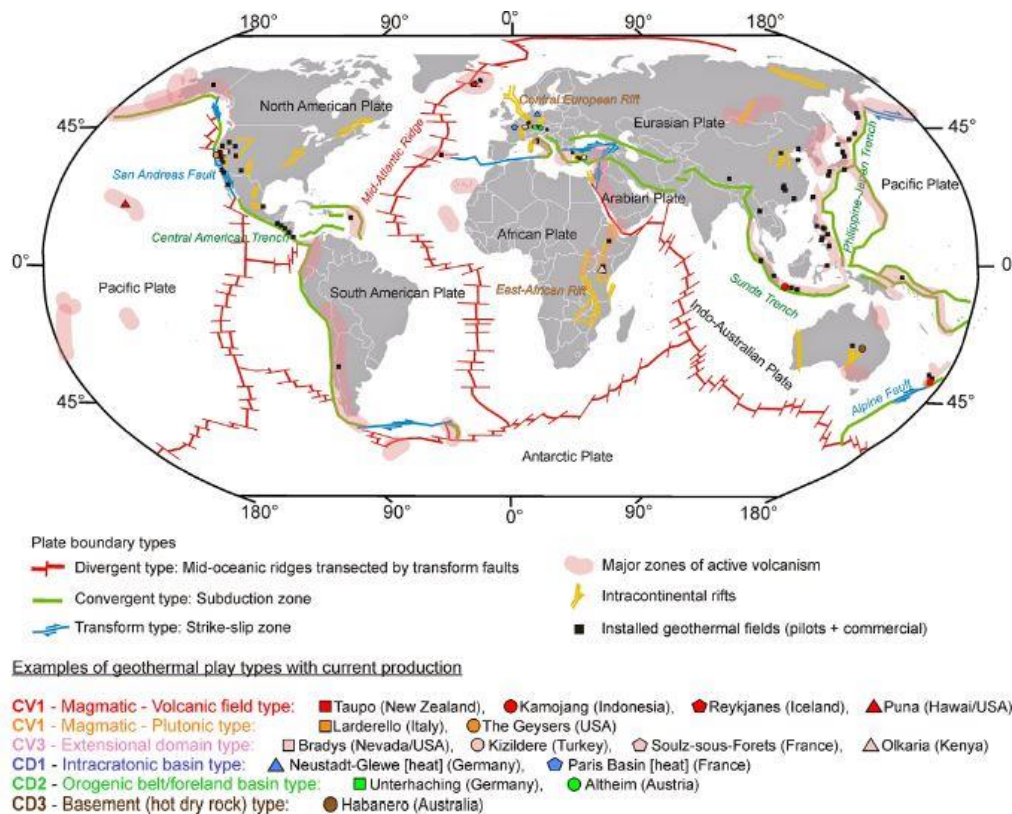 180° 90° 0° 90° 180°
North American Plate
Central European Rift
Eurasian Plate
45° 45°
Mid-Atlantic Ridge
San Andreas Fault
Arabian Plate
Philippine-Japan Trench
Pacific Plate
African Plate
Central American Trench
0° 0°
Pacific Plate
South American Plate
East-African Rift
Sunda Trench
Indo-Australian Plate
45° 45°
Alpine Fault
Antarctic Plate
180° 90° 0° 90° 180°
Plate boundary types
Divergent type: Mid-oceanic ridges transected by transform faults
Convergent type: Subduction zone
Transform type: Strike-slip zone
Major zones of active volcanism
Intracontinental rifts
Installed geothermal fields (pilots + commercial)
Examples of geothermal play types with current production
CV1 - Magmatic - Volcanic field type: Taupo (New Zealand), Kamojang (Indonesia), Reykjanes (Iceland), Puna (Hawai/USA)
CV1 - Magmatic - Plutonic type: Larderello (Italy), The Geysers (USA)
CV3 - Extensional domain type: Bradys (Nevada/USA), Kizildere (Turkey), Soulz-sous-Forets (France), Olkaria (Kenya)
CD1 - Intracratonic basin type: Neustadt-Glewe [heat] (Germany), Paris Basin [heat] (France)
CD2 - Orogenic belt/foreland basin type: Unterhaching (Germany), Altheim (Austria)
CD3 - Basement (hot dry rock) type: Habanero (Australia)